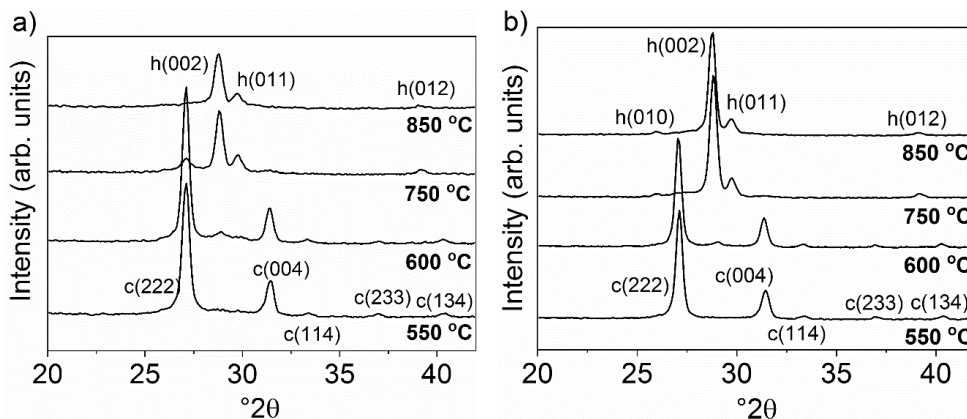 a)
h(002)
h(011)
h(012)
850 °C
750 °C
600 °C
c(222)
c(004)
c(233)
c(134)
c(114)
550 °C
Intensity (arb. units)
20 25 30 35 40
°2θ
b)
h(002)
h(010)
h(011)
h(012)
850 °C
750 °C
600 °C
c(222)
c(004)
c(233)
c(134)
c(114)
550 °C
Intensity (arb. units)
20 25 30 35 40
°2θ